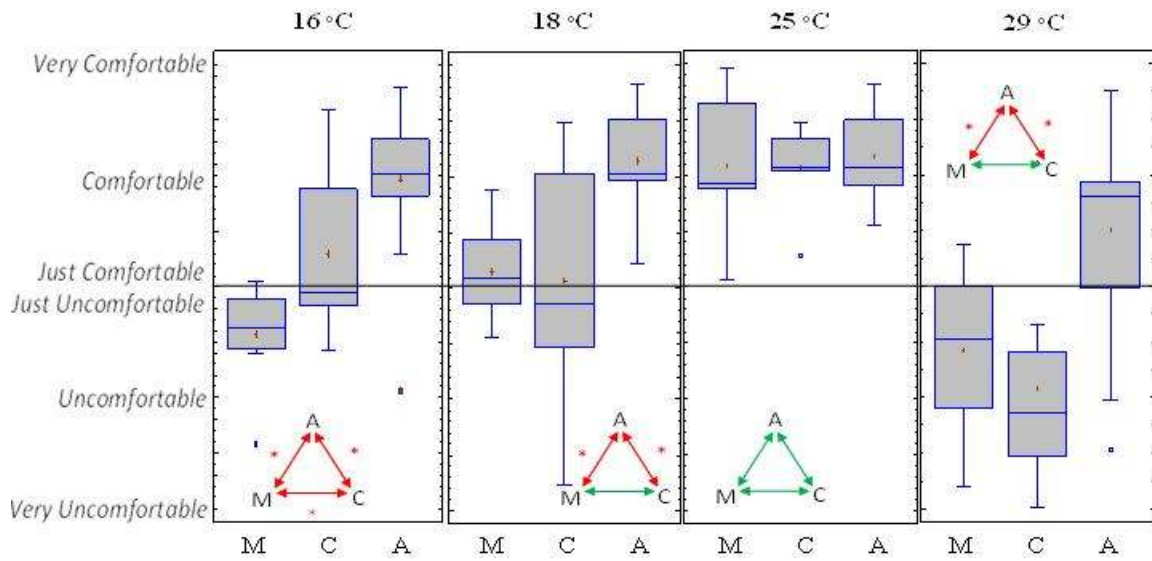 16 °C 18 °C 25 °C 29 °C
Very Comfortable
Comfortable
Just Comfortable
Just Uncomfortable
Uncomfortable
Very Uncomfortable
A
* *
M C
*
A
* *
M C
A
M C
A
* *
M C
M C A M C A M C A M C A